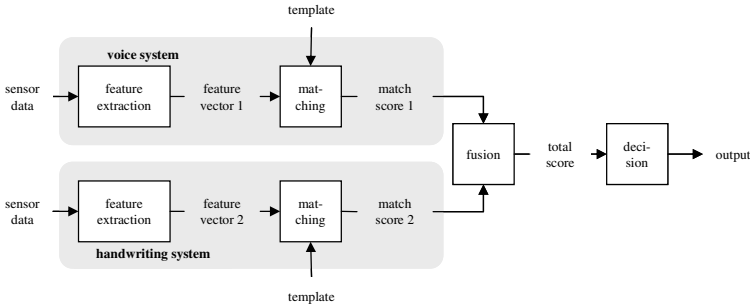 template
voice system
sensor
data
feature
extraction
feature
vector 1
mat-
ching
match
score 1
fusion
total
score
deci-
sion
output
sensor
data
feature
extraction
feature
vector 2
mat-
ching
match
score 2
handwriting system
template